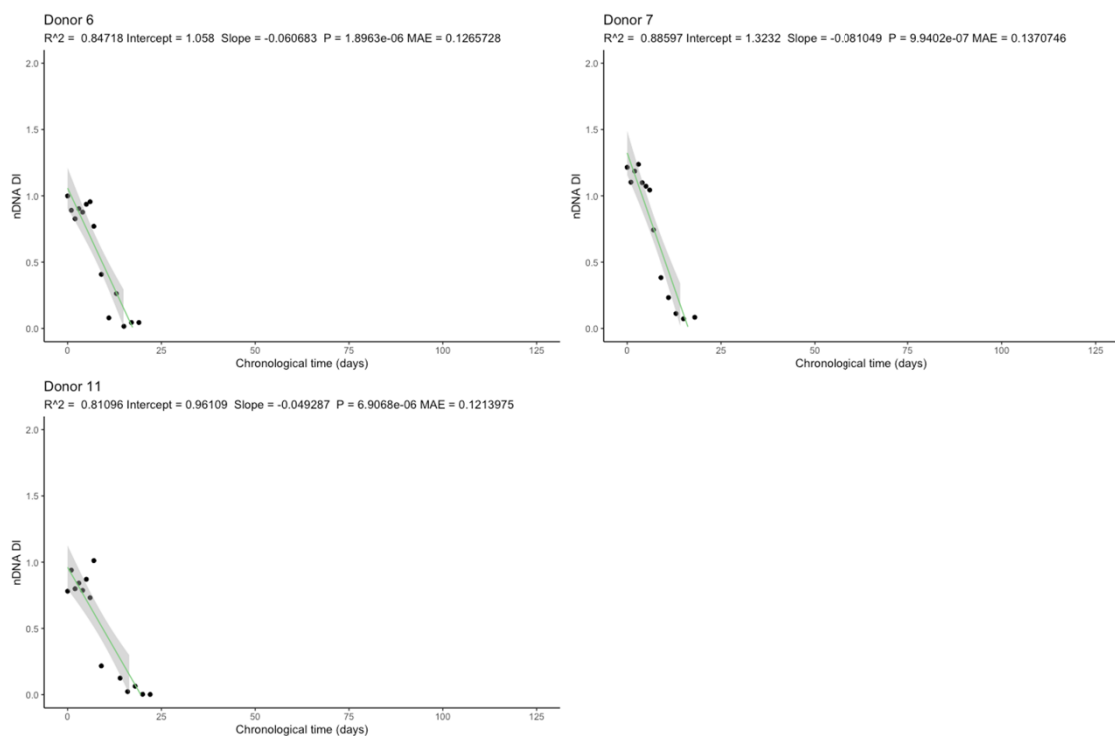 Donor 6
R^2 = 0.84718 Intercept = 1.058 Slope = -0.060683 P = 1.8963e-06 MAE = 0.1265728
2.0
1.5
nDNA DI
1.0
0.5
0.0
0 25 50 75 100 125
Chronological time (days)
Donor 7
R^2 = 0.88597 Intercept = 1.3232 Slope = -0.081049 P = 9.9402e-07 MAE = 0.1370746
2.0
1.5
nDNA DI
1.0
0.5
0.0
0 25 50 75 100 125
Chronological time (days)
Donor 11
R^2 = 0.81096 Intercept = 0.96109 Slope = -0.049287 P = 6.9068e-06 MAE = 0.1213975
2.0
1.5
nDNA DI
1.0
0.5
0.0
0 25 50 75 100 125
Chronological time (days)